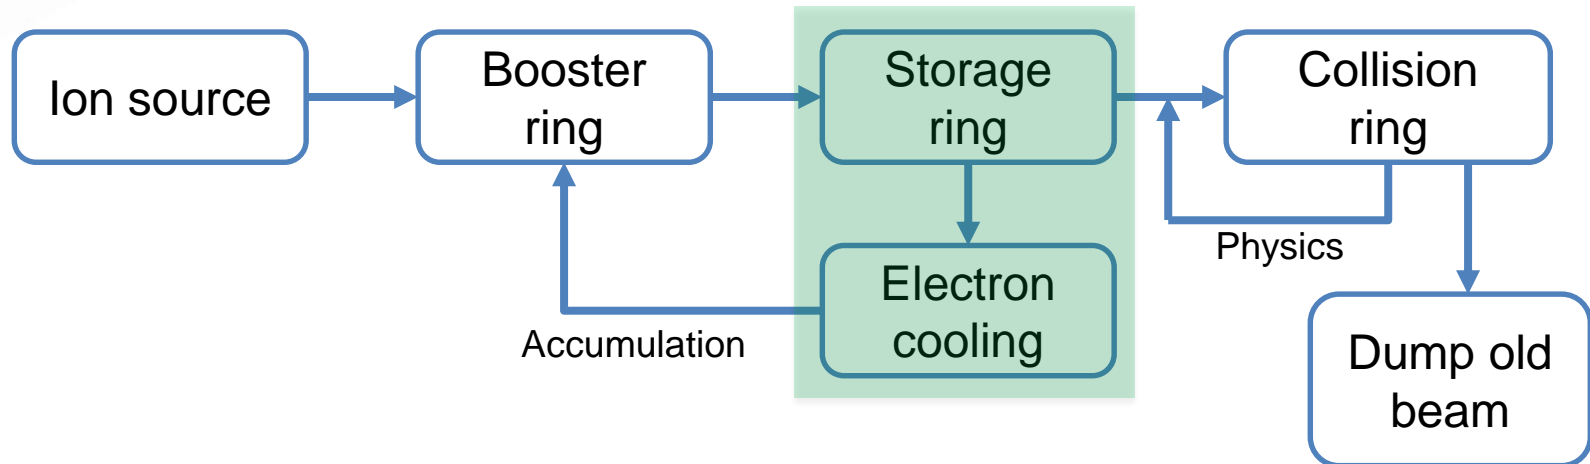 Ion source
Booster
ring
Storage
ring
Collision
ring
Physics
Accumulation
Electron
cooling
Dump old
beam